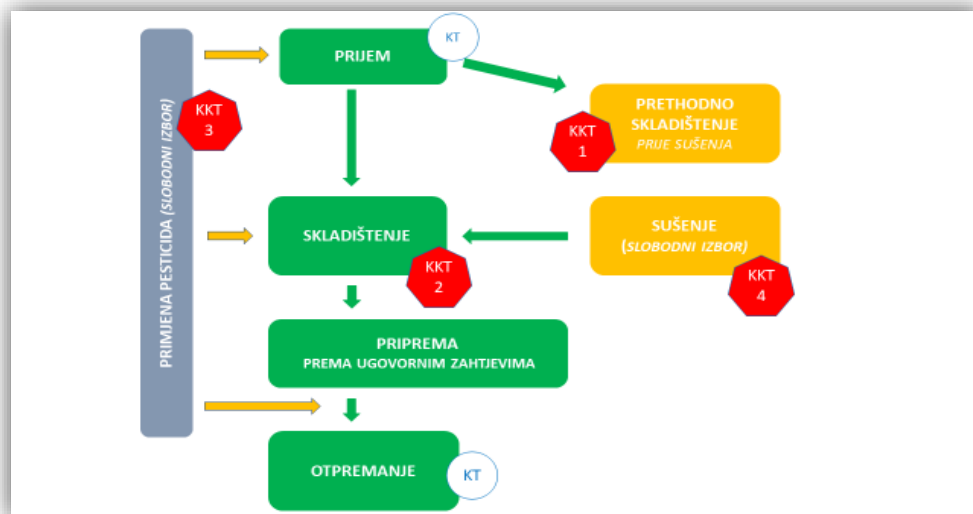 PRIMJENA PESTICIDA (SLOBODNI IZBOR)
KKT
3
PRIJEM
KT
PRETHODNO
SKLADIŠTENJE
PRIJE SUŠENJA
KKT
1
SKLADIŠTENJE
KKT
2
SUŠENJE
(SLOBODNI IZBOR)
KKT
4
PRIPREMA
PREMA UGOVORNIM ZAHTJEVIMA
OTPREMANJE
KT